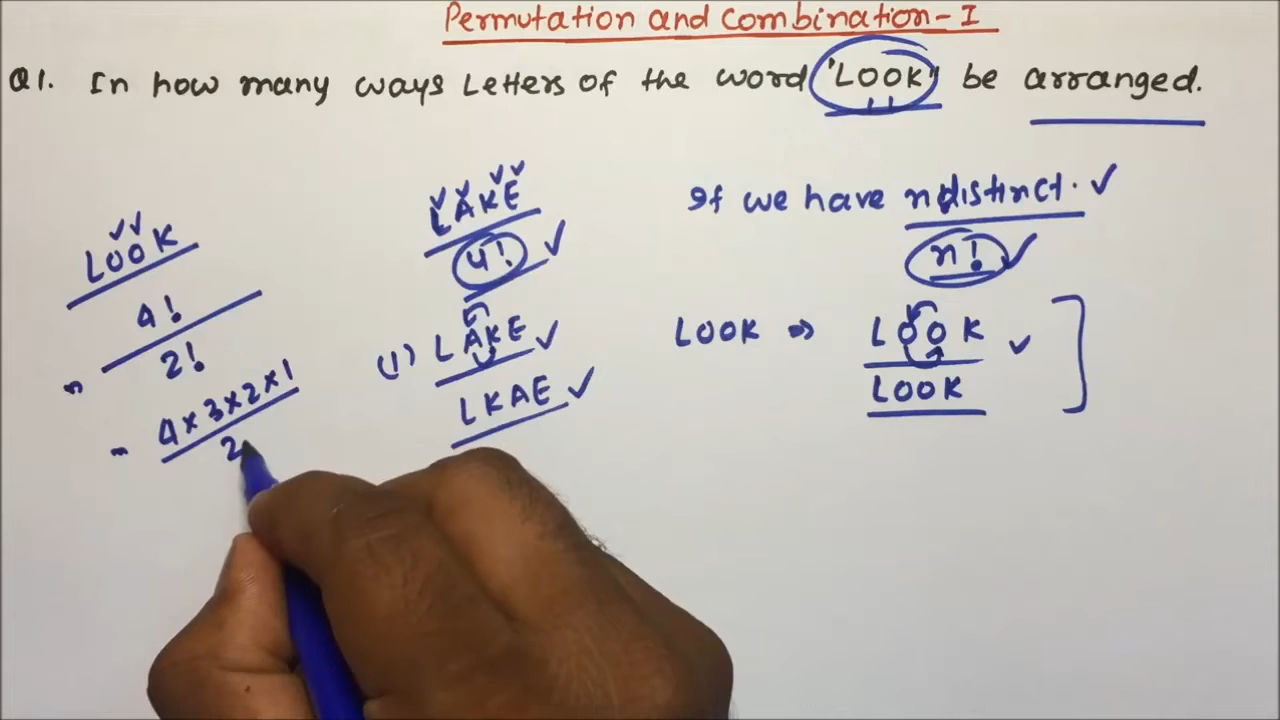 Permutation and Combination - I
Q1. In how many ways Letters of the word 'LOOK' be arranged.
LOOK
4!
2!
= 4×3×2×1
2
LAKE
4!
(1) LAKE
LKAE
If we have n distinct.
n!
LOOK ⇒ LOOK
LOOK